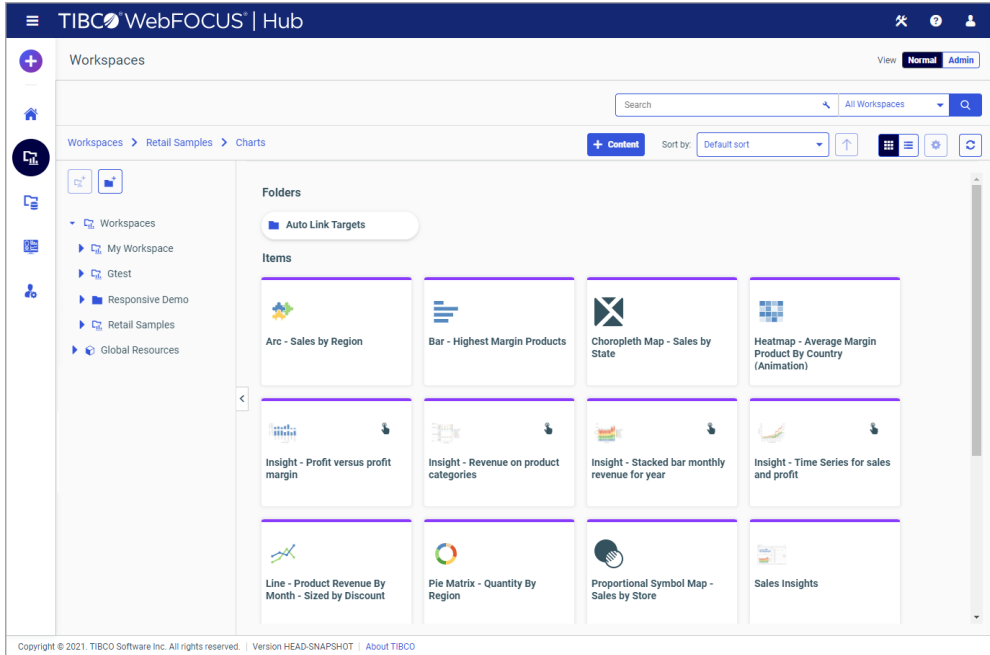 TIBCO® WebFOCUS® | Hub
Workspaces
View Normal Admin
Search
All Workspaces
Workspaces > Retail Samples > Charts
+ Content
Sort by: Default sort
Workspaces
My Workspace
Gtest
Responsive Demo
Retail Samples
Global Resources
Folders
Auto Link Targets
Items
Arc - Sales by Region
Bar - Highest Margin Products
Choropleth Map - Sales by
State
Heatmap - Average Margin
Product By Country
(Animation)
Insight - Profit versus profit
margin
Insight - Revenue on product
categories
Insight - Stacked bar monthly
revenue for year
Insight - Time Series for sales
and profit
Line - Product Revenue By
Month - Sized by Discount
Pie Matrix - Quantity By
Region
Proportional Symbol Map -
Sales by Store
Sales Insights
Copyright © 2021. TIBCO Software Inc. All rights reserved. | Version HEAD-SNAPSHOT | About TIBCO